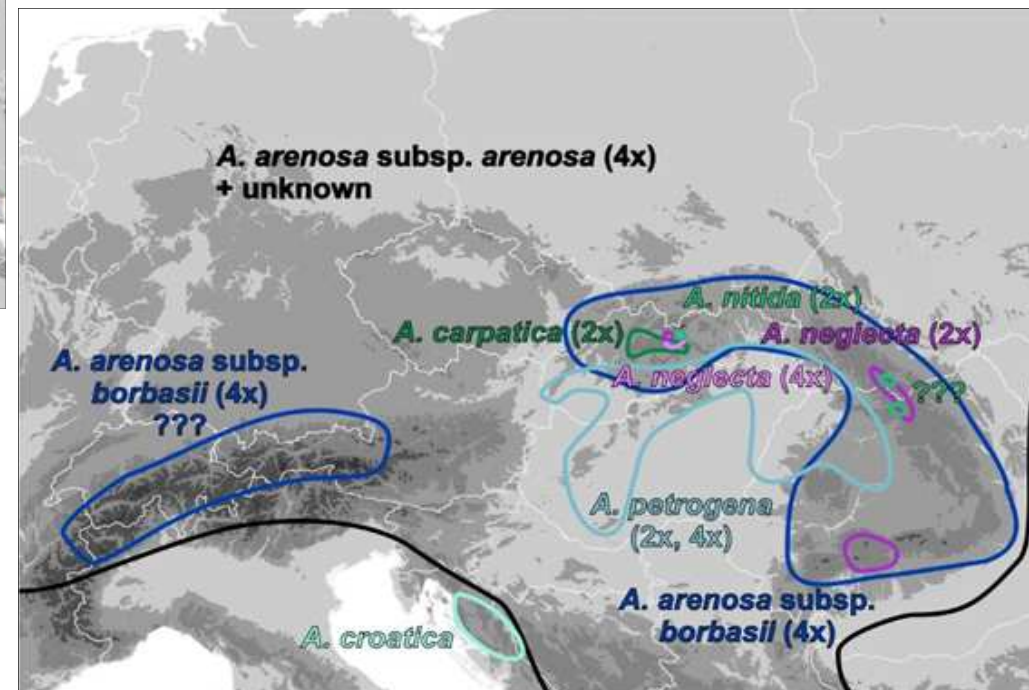 A. arenosa subsp. arenosa (4x)
+ unknown
A. nitida (2x)
A. carpatica (2x)
A. neglecta (2x)
A. arenosa subsp.
borbasii (4x)
???
A. neglecta (4x)
???
A. petrogena
(2x, 4x)
A. arenosa subsp.
borbasii (4x)
A. croatica